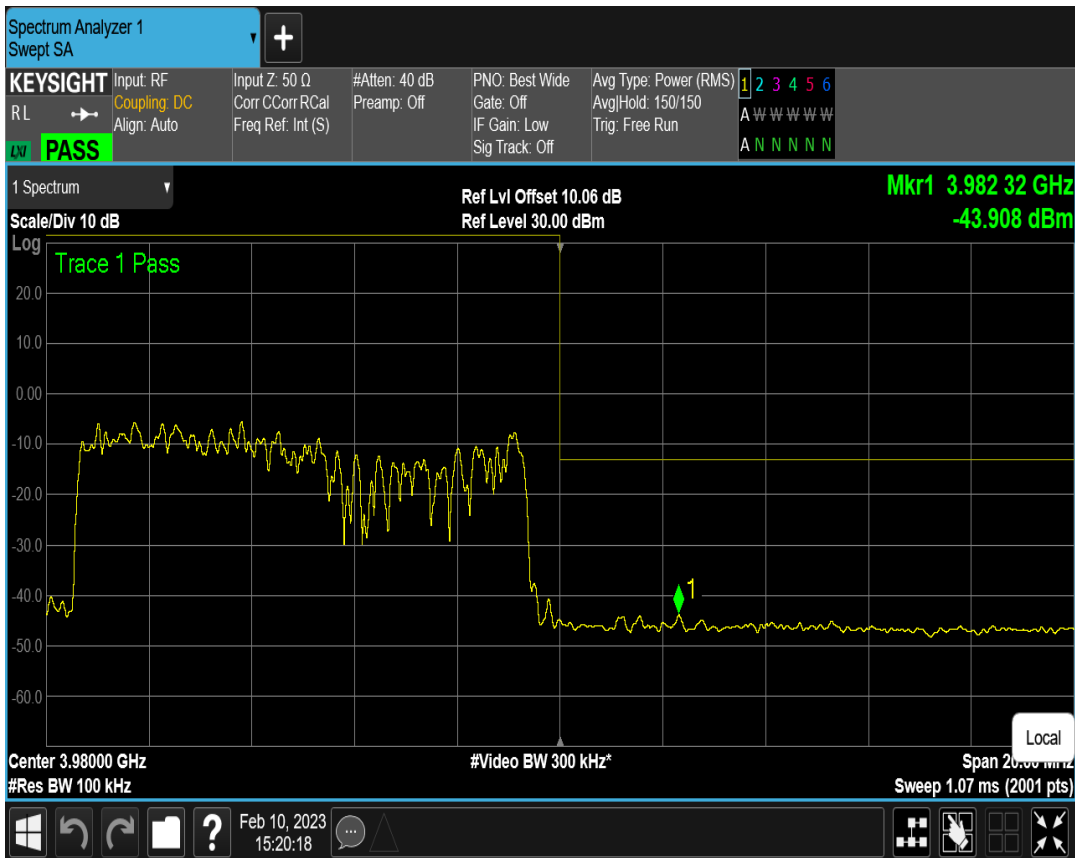 Spectrum Analyzer 1
Swept SA
+
KEYSIGHT
R L
LXI PASS
Input: RF
Coupling: DC
Align: Auto
Input Z: 50 Ω
Corr CCorr RCal
Freq Ref: Int (S)
#Atten: 40 dB
Preamp: Off
PNO: Best Wide
Gate: Off
IF Gain: Low
Sig Track: Off
Avg Type: Power (RMS)
Avg|Hold: 150/150
Trig: Free Run
1 2 3 4 5 6
A W W W W W
A N N N N N
1 Spectrum
Scale/Div 10 dB
Ref Lvl Offset 10.06 dB
Ref Level 30.00 dBm
Mkr1 3.982 32 GHz
-43.908 dBm
Log
Trace 1 Pass
20.0
10.0
0.00
-10.0
-20.0
-30.0
-40.0
-50.0
-60.0
1
Local
Center 3.98000 GHz
#Res BW 100 kHz
#Video BW 300 kHz*
Span 20.00 MHz
Sweep 1.07 ms (2001 pts)
?
Feb 10, 2023
15:20:18